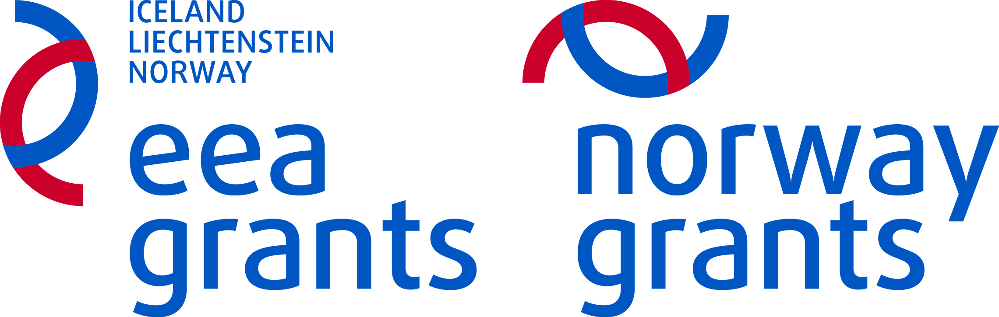 ICELAND
LIECHTENSTEIN
NORWAY
eea
grants
norway
grants